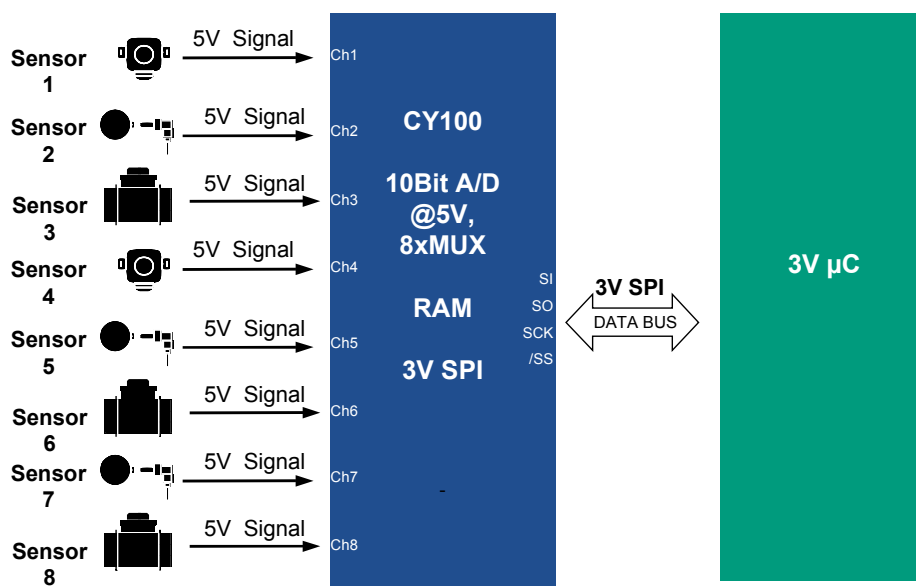 Sensor
1
5V Signal
Ch1
Sensor
2
5V Signal
Ch2
Sensor
3
5V Signal
Ch3
Sensor
4
5V Signal
Ch4
Sensor
5
5V Signal
Ch5
Sensor
6
5V Signal
Ch6
Sensor
7
5V Signal
Ch7
Sensor
8
5V Signal
Ch8
CY100
10Bit A/D
@5V,
8xMUX
RAM
3V SPI
-
SI
SO
SCK
/SS
3V SPI
DATA BUS
3V µC